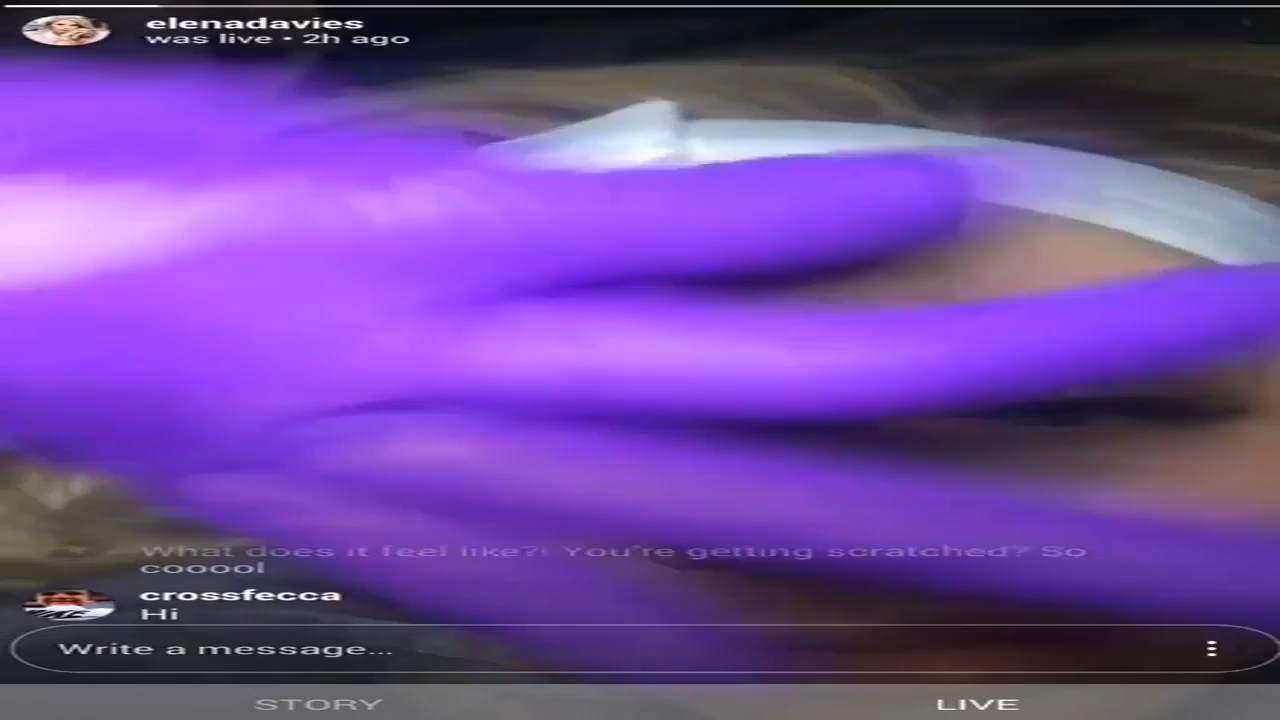 elenadavies
was live • 2h ago
What does it feel like?! You're getting scratched? So
cooool
crossfecca
Hi
Write a message...
STORY
LIVE